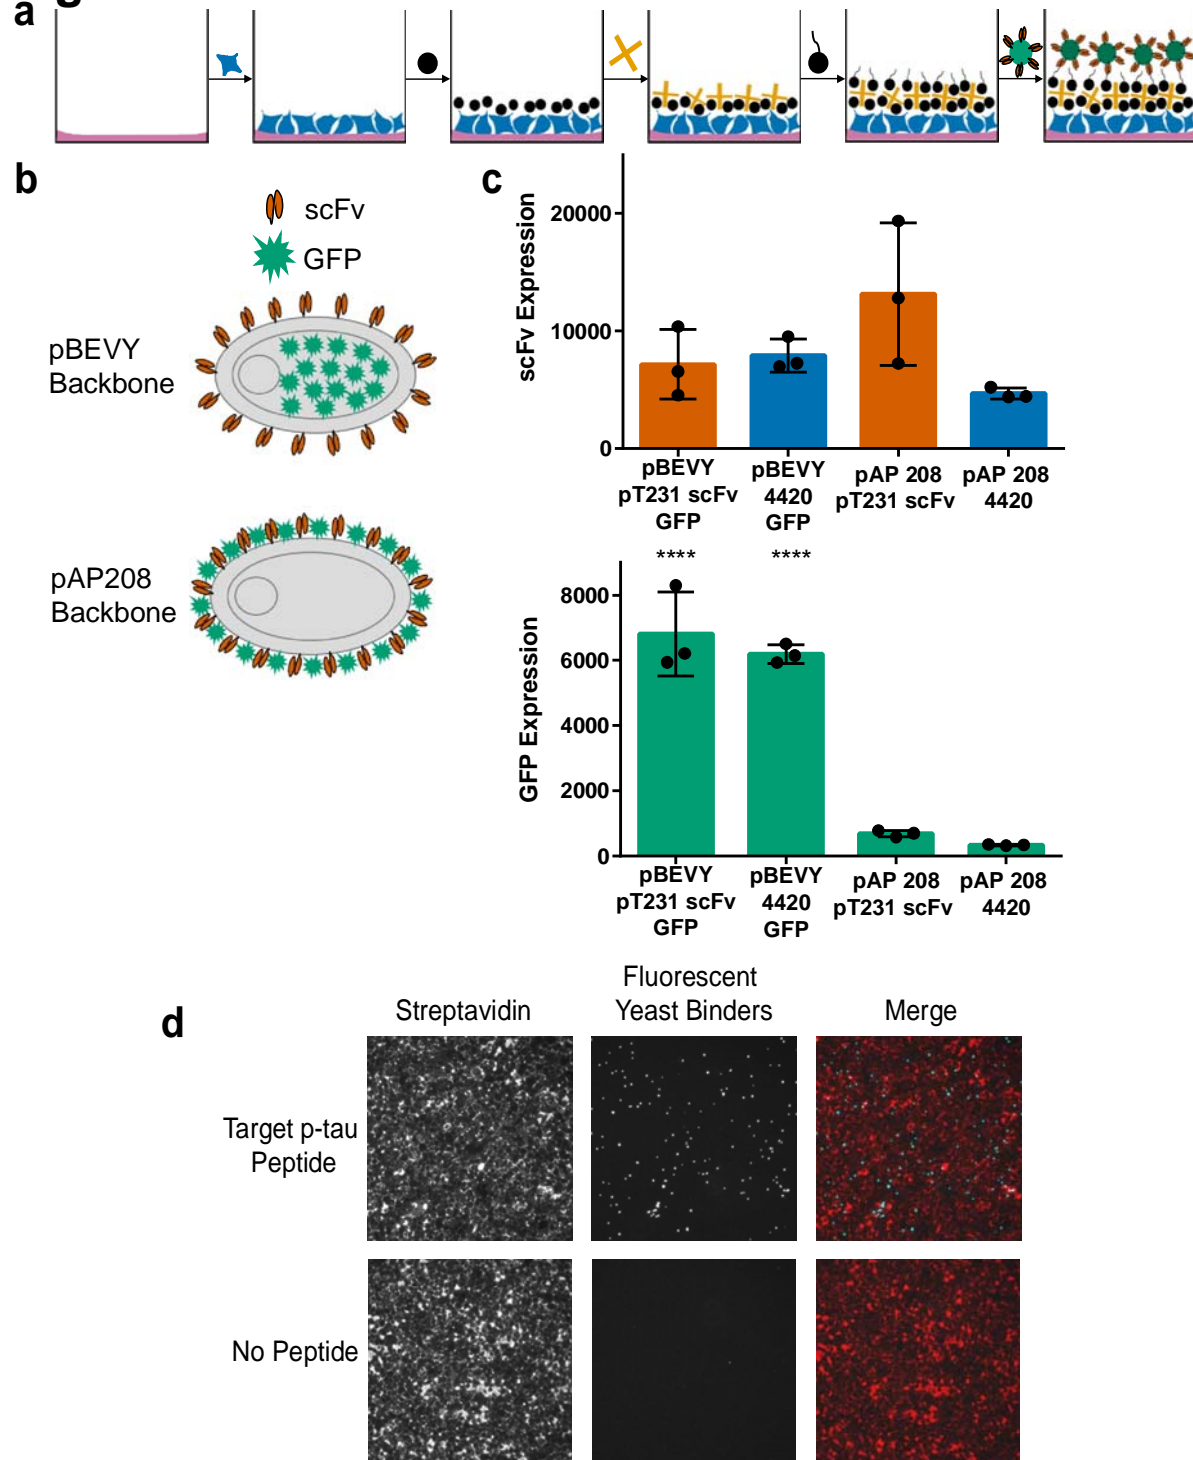 a
b
scFv
GFP
pBEVY
Backbone
pAP208
Backbone
c
scFv Expression
20000
10000
0
pBEVY
pT231 scFv
GFP
pBEVY
4420
GFP
pAP 208
pT231 scFv
pAP 208
4420
**** ****
GFP Expression
8000
6000
4000
2000
0
pBEVY
pT231 scFv
GFP
pBEVY
4420
GFP
pAP 208
pT231 scFv
pAP 208
4420
d
Streptavidin
Fluorescent
Yeast Binders
Merge
Target p-tau
Peptide
No Peptide